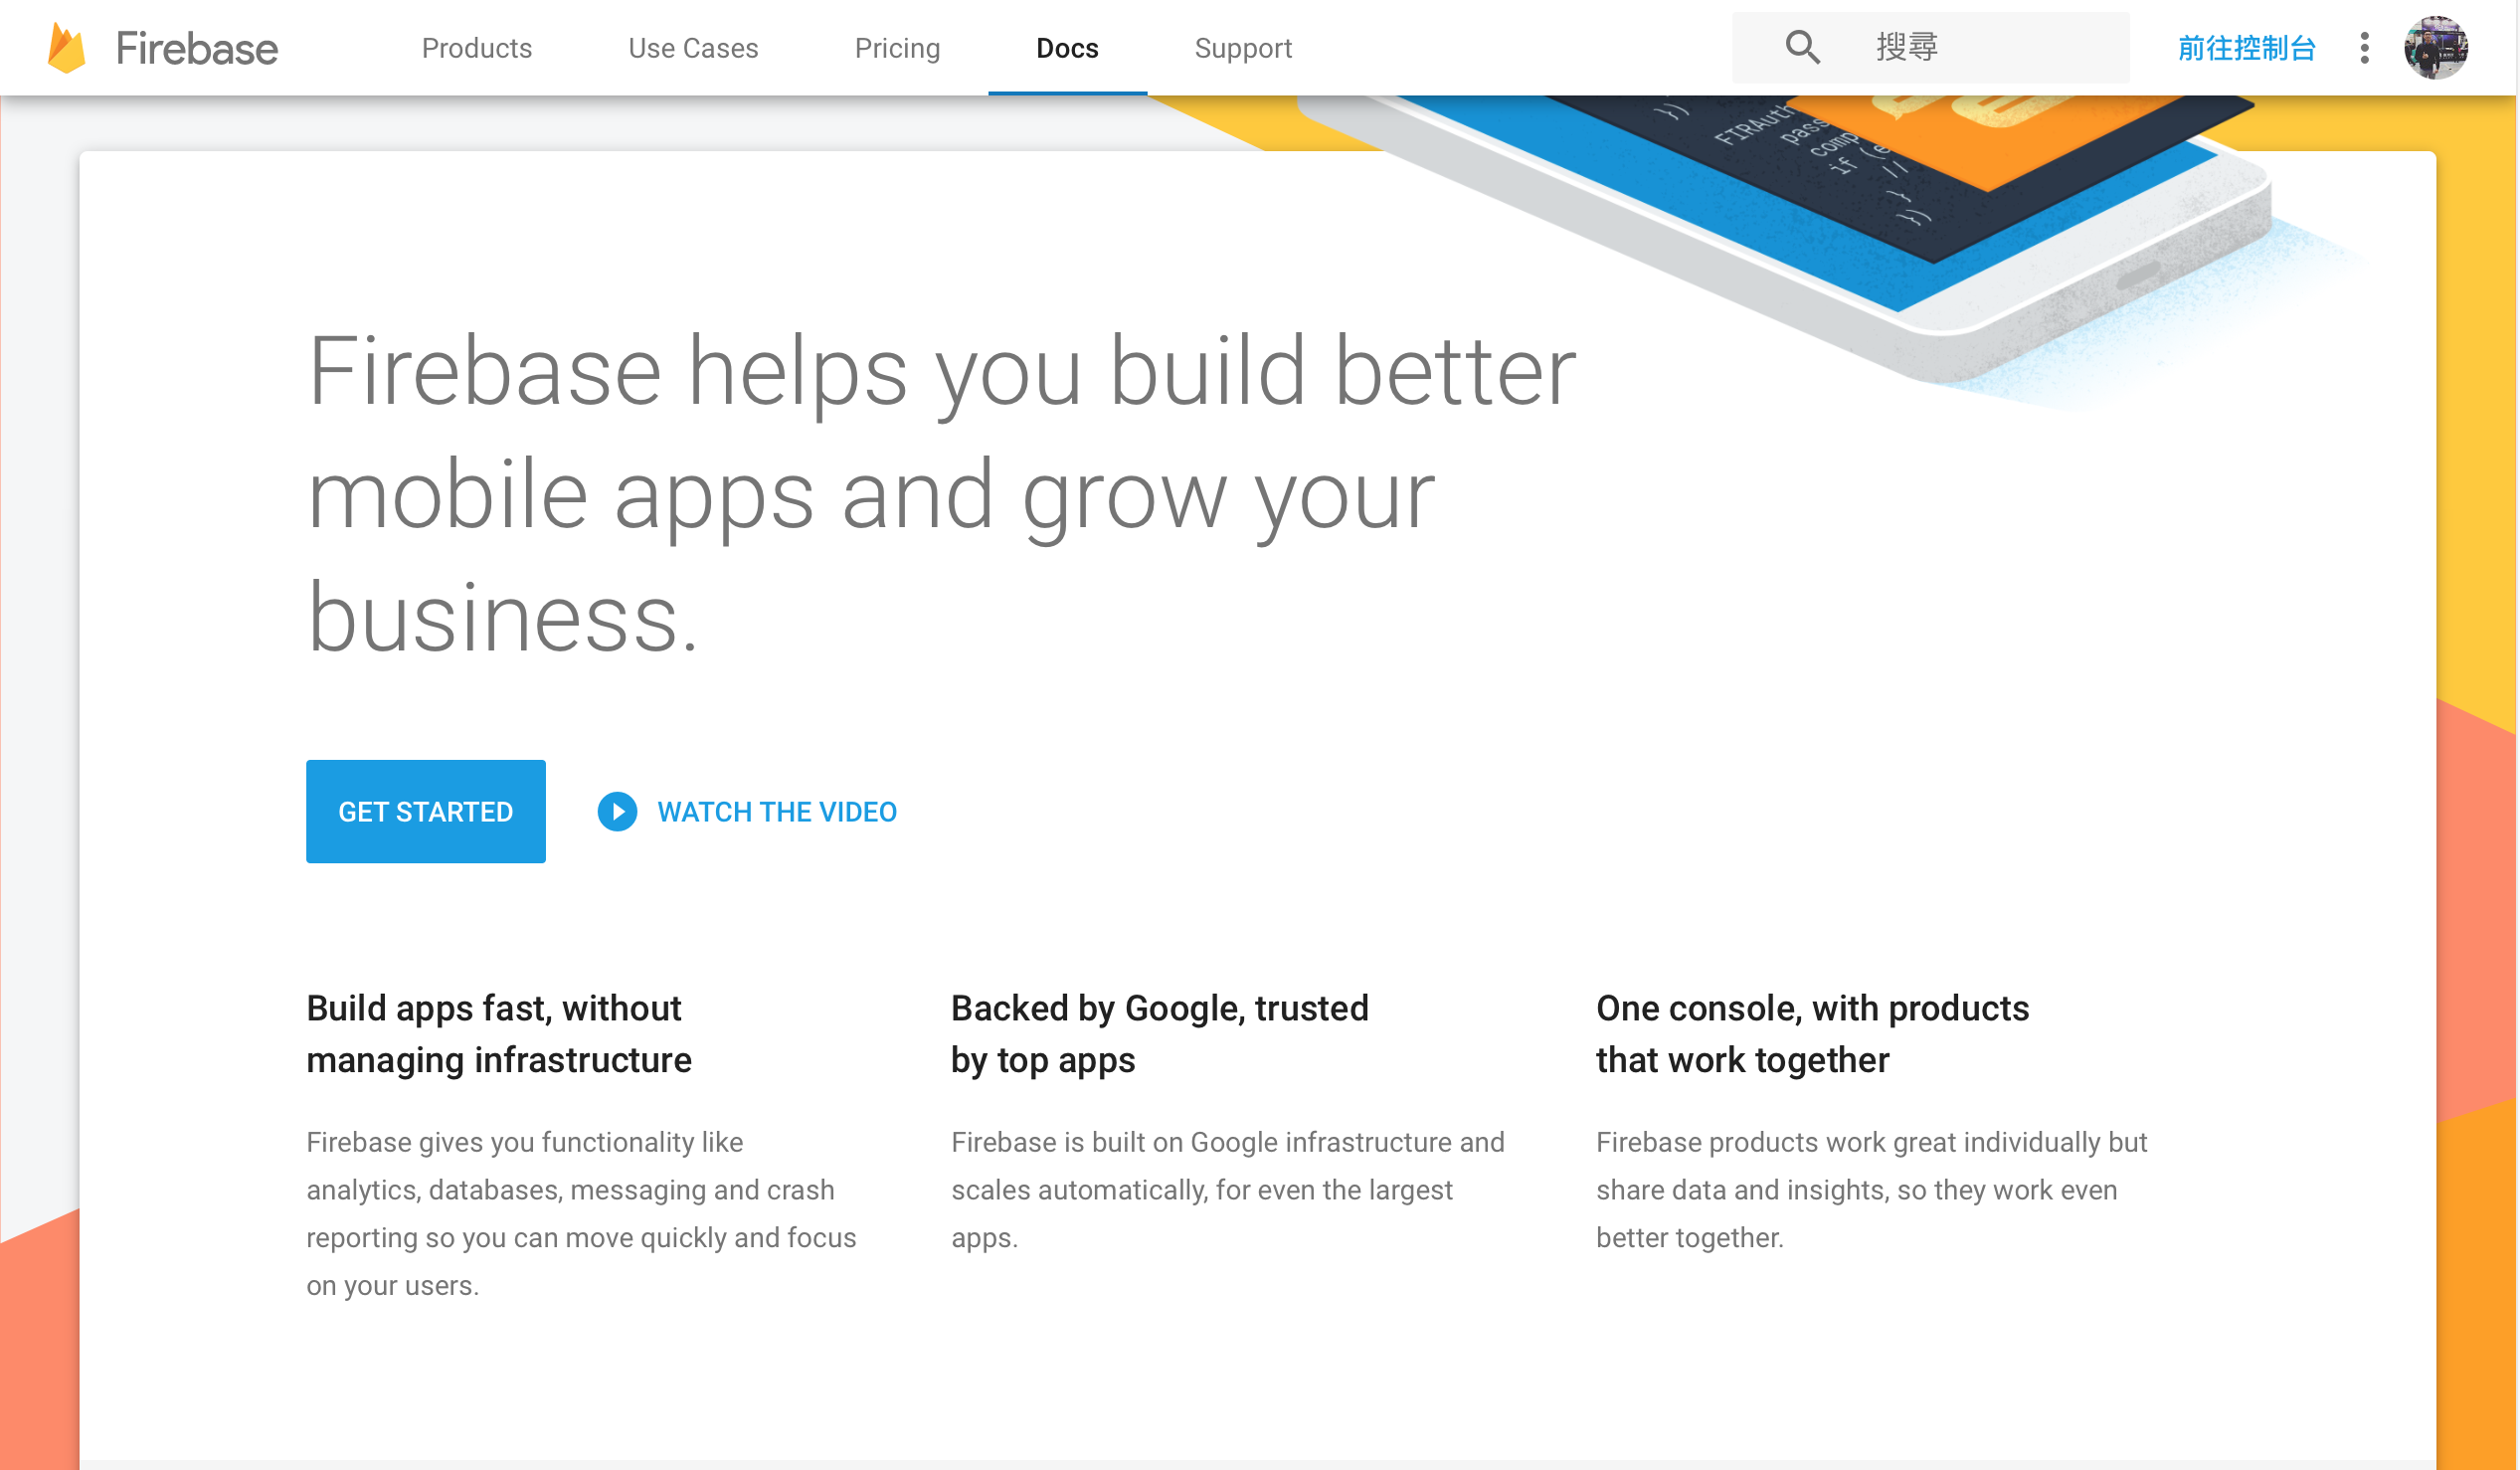 Firebase
Products
Use Cases
Pricing
Docs
Support
搜尋
前往控制台
})
FIRAuth
pass
comp
if (e
//
}
})
Firebase helps you build better
mobile apps and grow your
business.
GET STARTED
WATCH THE VIDEO
Build apps fast, without
managing infrastructure
Firebase gives you functionality like
analytics, databases, messaging and crash
reporting so you can move quickly and focus
on your users.
Backed by Google, trusted
by top apps
Firebase is built on Google infrastructure and
scales automatically, for even the largest
apps.
One console, with products
that work together
Firebase products work great individually but
share data and insights, so they work even
better together.